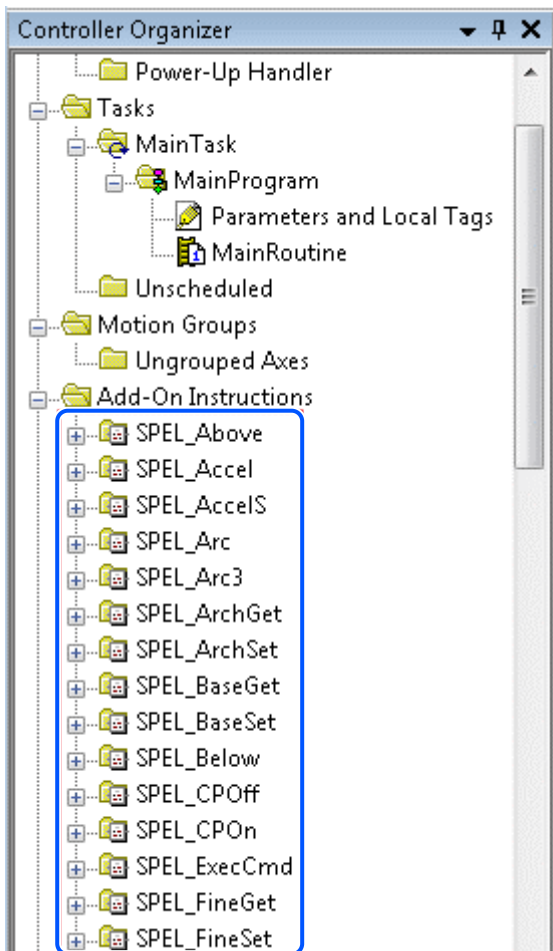 Controller Organizer
Power-Up Handler
Tasks
MainTask
MainProgram
Parameters and Local Tags
MainRoutine
Unscheduled
Motion Groups
Ungrouped Axes
Add-On Instructions
SPEL_Above
SPEL_Accel
SPEL_AccelS
SPEL_Arc
SPEL_Arc3
SPEL_ArchGet
SPEL_ArchSet
SPEL_BaseGet
SPEL_BaseSet
SPEL_Below
SPEL_CPOff
SPEL_CPOn
SPEL_ExecCmd
SPEL_FineGet
SPEL_FineSet